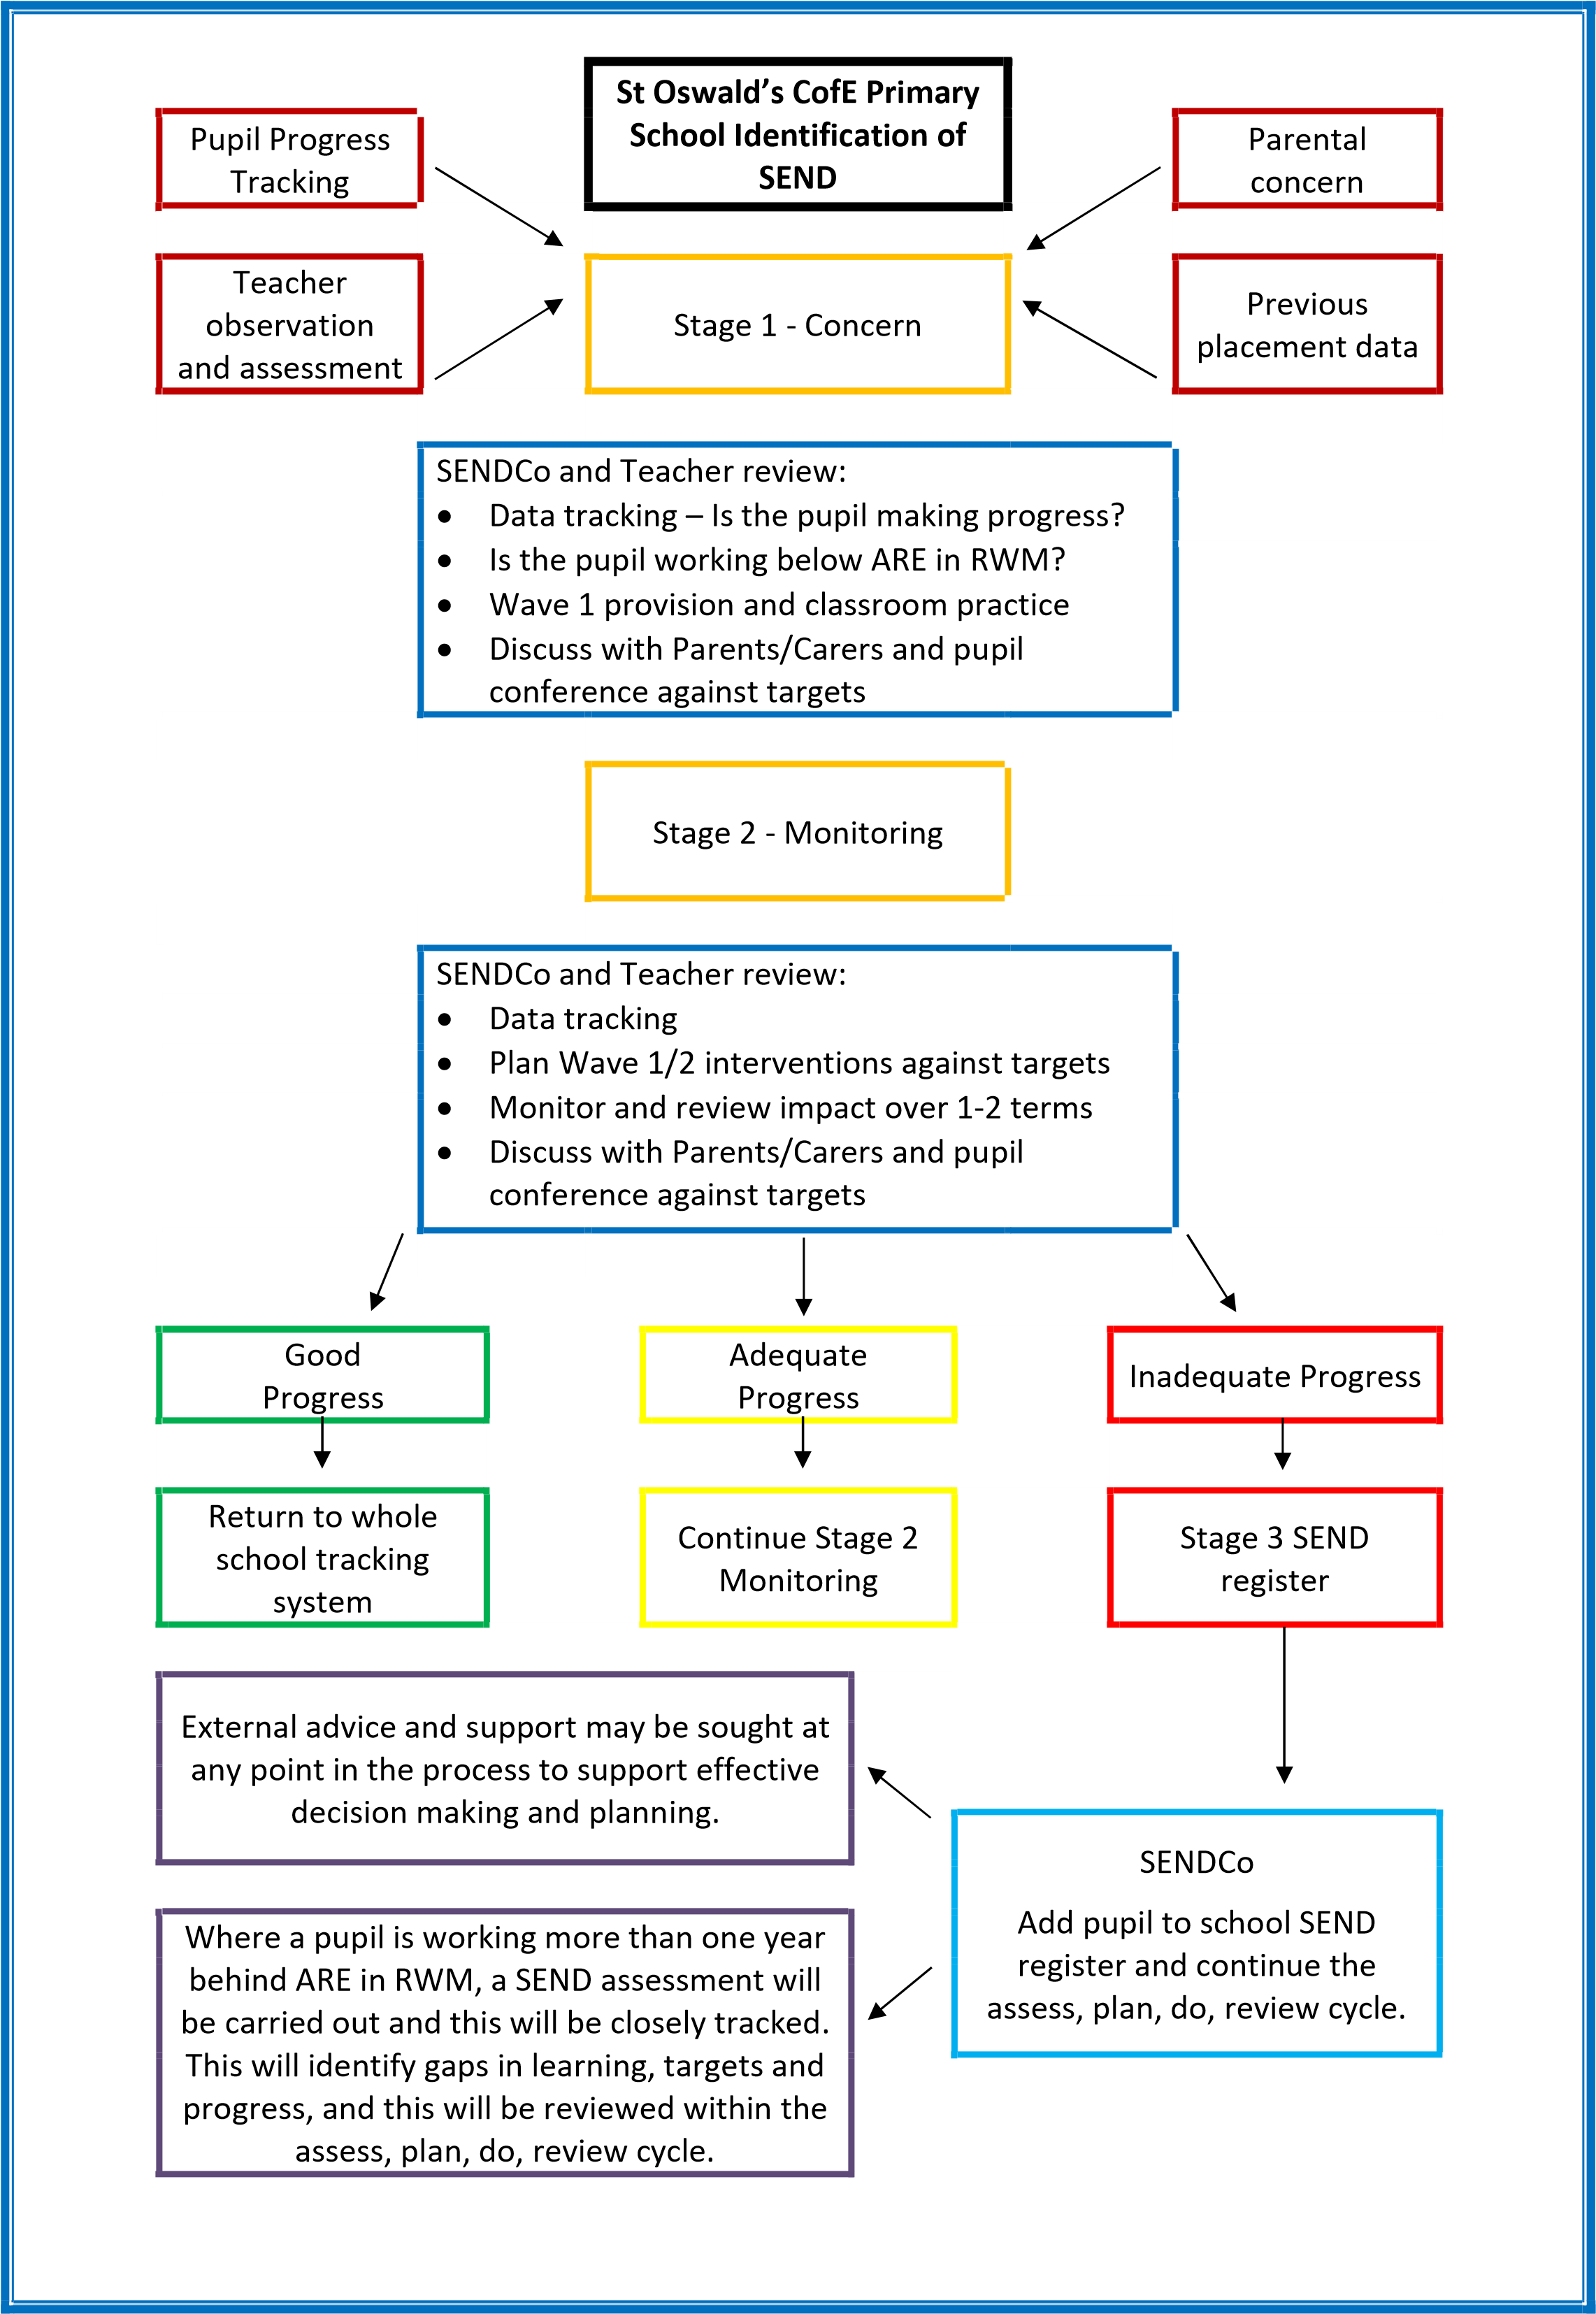 St Oswald’s CofE Primary
School Identification of
SEND
Pupil Progress
Tracking
Parental
concern
Teacher
observation
and assessment
Stage 1 - Concern
Previous
placement data
SENDCo and Teacher review:
• Data tracking – Is the pupil making progress?
• Is the pupil working below ARE in RWM?
• Wave 1 provision and classroom practice
• Discuss with Parents/Carers and pupil
conference against targets
Stage 2 - Monitoring
SENDCo and Teacher review:
• Data tracking
• Plan Wave 1/2 interventions against targets
• Monitor and review impact over 1-2 terms
• Discuss with Parents/Carers and pupil
conference against targets
Good
Progress
Adequate
Progress
Inadequate Progress
Return to whole
school tracking
system
Continue Stage 2
Monitoring
Stage 3 SEND
register
External advice and support may be sought at
any point in the process to support effective
decision making and planning.
SENDCo
Add pupil to school SEND
register and continue the
assess, plan, do, review cycle.
Where a pupil is working more than one year
behind ARE in RWM, a SEND assessment will
be carried out and this will be closely tracked.
This will identify gaps in learning, targets and
progress, and this will be reviewed within the
assess, plan, do, review cycle.